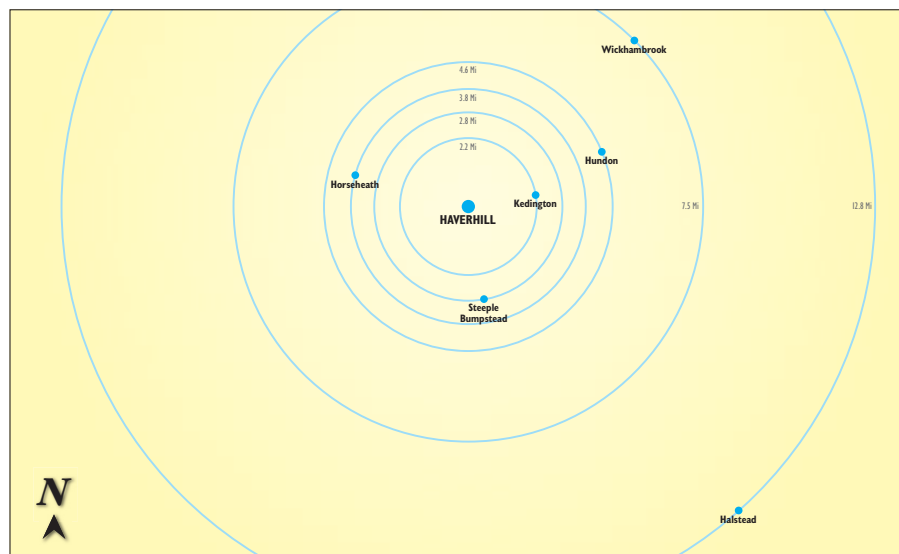 Wickhambrook
4.6 Mi
3.8 Mi
2.8 Mi
2.2 Mi
Hundon
Horseheath
Kedington
HAVERHILL
7.5 Mi
12.8 Mi
Steeple
Bumpstead
N
Halstead